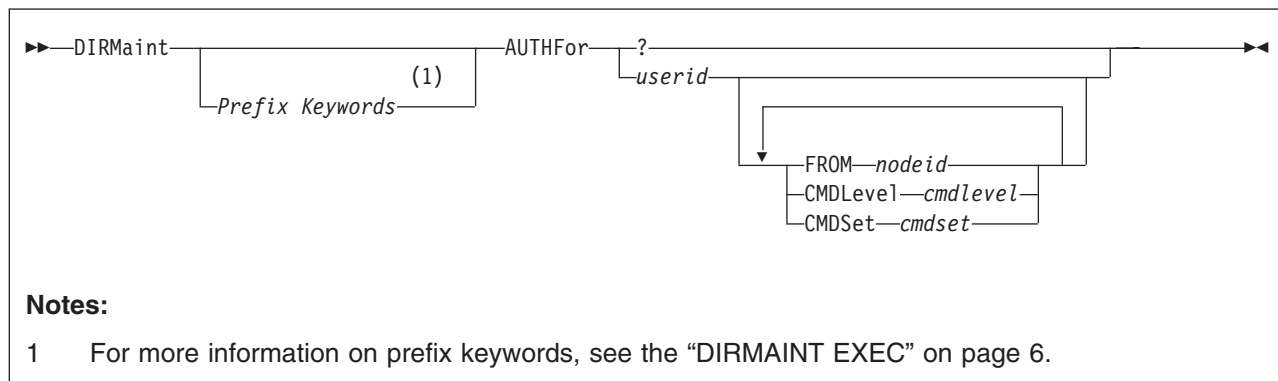 DIRMaint AUTHFor ?
userid
(1)
Prefix Keywords
FROM nodeid
CMDLevel cmdlevel
CMDSet cmdset
Notes:
1 For more information on prefix keywords, see the “DIRMAINT EXEC” on page 6.